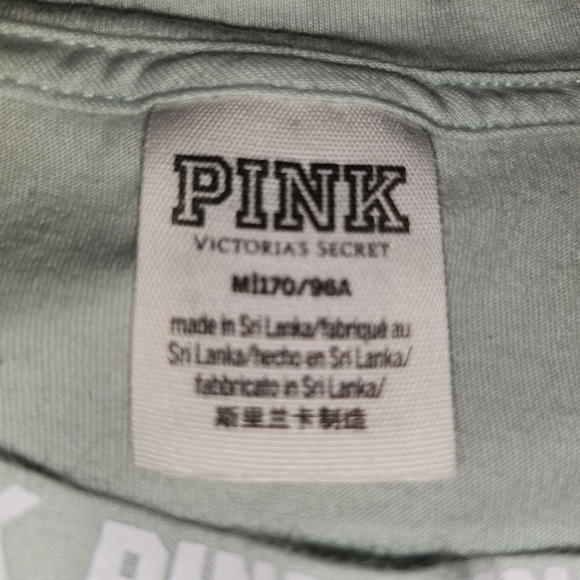 PINK
VICTORIA'S SECRET
M|170/96A
made in Sri Lanka/fabriqué au
Sri Lanka/hecho en Sri Lanka/
fabbricato in Sri Lanka/
斯里兰卡制造